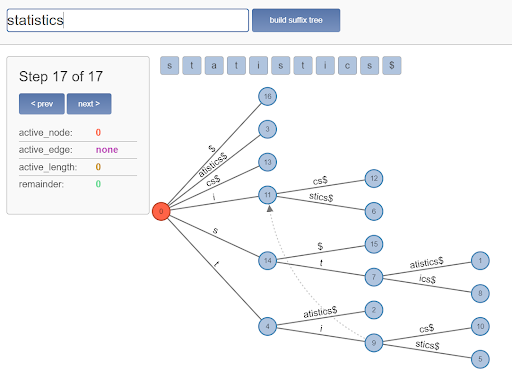 statistics
build suffix tree
Step 17 of 17
< prev
next >
active_node: 0
active_edge: none
active_length: 0
remainder: 0
s t a t i s t i c s $
16
$
3
atistics$
13
cs$
11
i
12
cs$
6
stics$
0
s
14
15
$
t
7
1
atistics$
8
ics$
t
4
2
atistics$
i
9
10
cs$
5
stics$